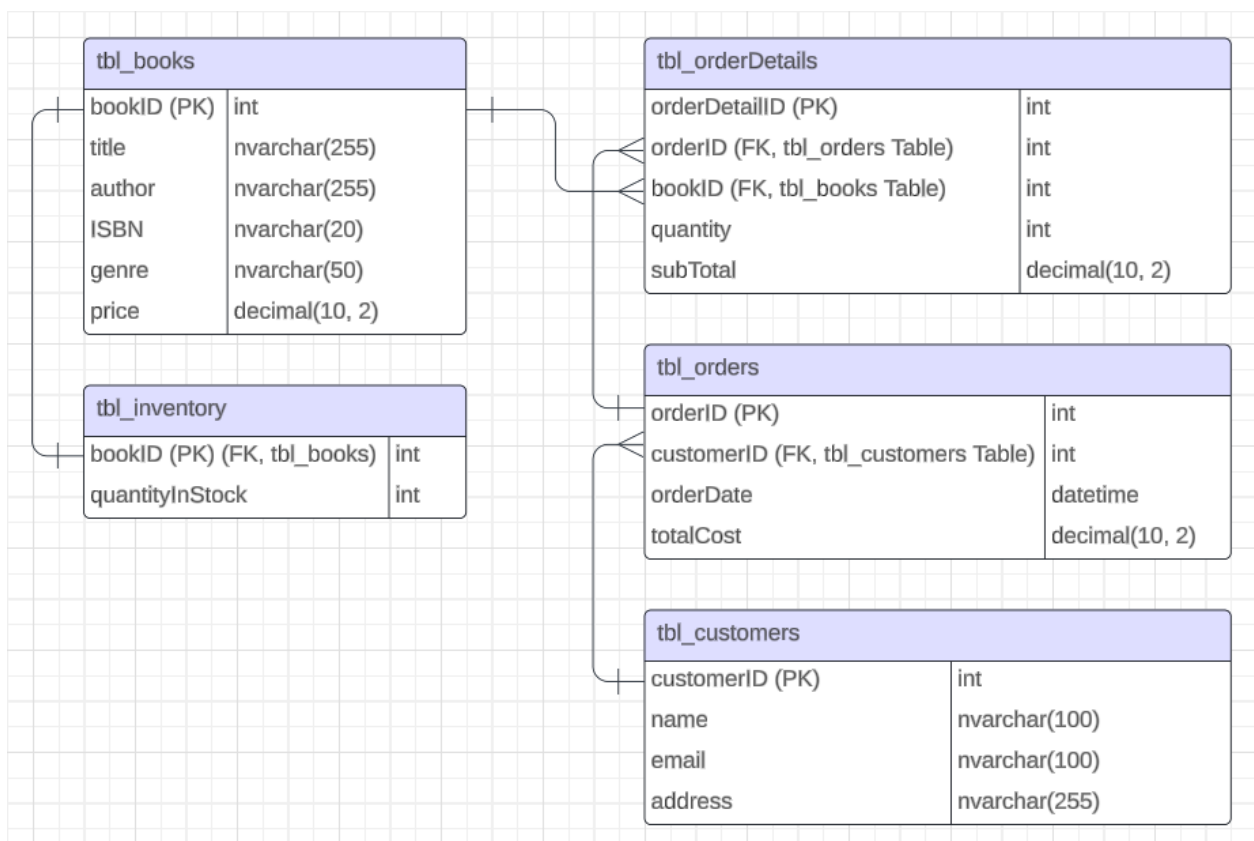 tbl_books
bookID (PK) int
title nvarchar(255)
author nvarchar(255)
ISBN nvarchar(20)
genre nvarchar(50)
price decimal(10, 2)
tbl_inventory
bookID (PK) (FK, tbl_books) int
quantityInStock int
tbl_orderDetails
orderDetailID (PK) int
orderID (FK, tbl_orders Table) int
bookID (FK, tbl_books Table) int
quantity int
subTotal decimal(10, 2)
tbl_orders
orderID (PK) int
customerID (FK, tbl_customers Table) int
orderDate datetime
totalCost decimal(10, 2)
tbl_customers
customerID (PK) int
name nvarchar(100)
email nvarchar(100)
address nvarchar(255)